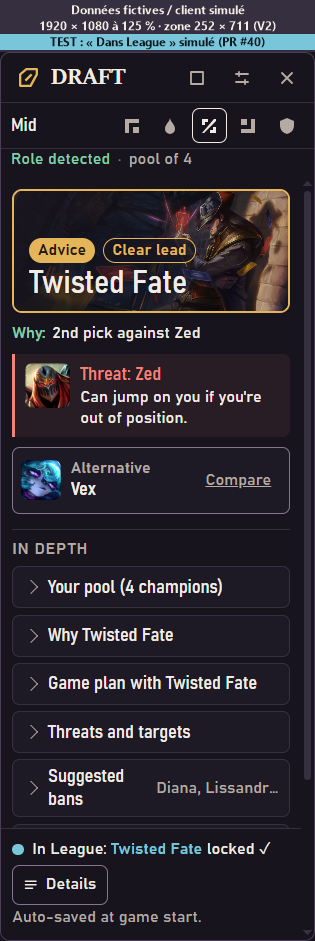 Données fictives / client simulé
1920 × 1080 à 125 % · zone 252 × 711 (V2)
TEST : « Dans League » simulé (PR #40)
DRAFT
Mid
Role detected · pool of 4
Advice Clear lead
Twisted Fate
Why: 2nd pick against Zed
Threat: Zed
Can jump on you if you're
out of position.
Alternative
Vex
Compare
IN DEPTH
Your pool (4 champions)
Why Twisted Fate
Game plan with Twisted Fate
Threats and targets
Suggested
bans
Diana, Lissandr…
In League: Twisted Fate locked ✓
Details
Auto-saved at game start.